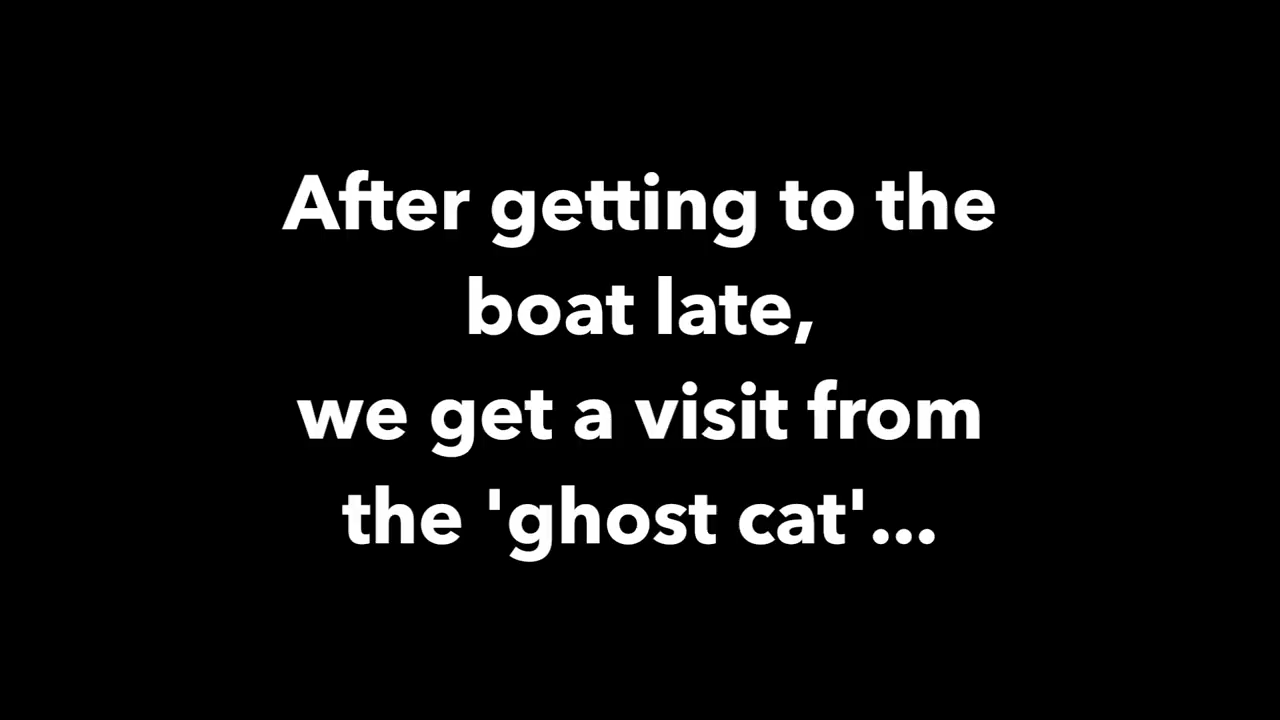 After getting to the
boat late,
we get a visit from
the 'ghost cat'...